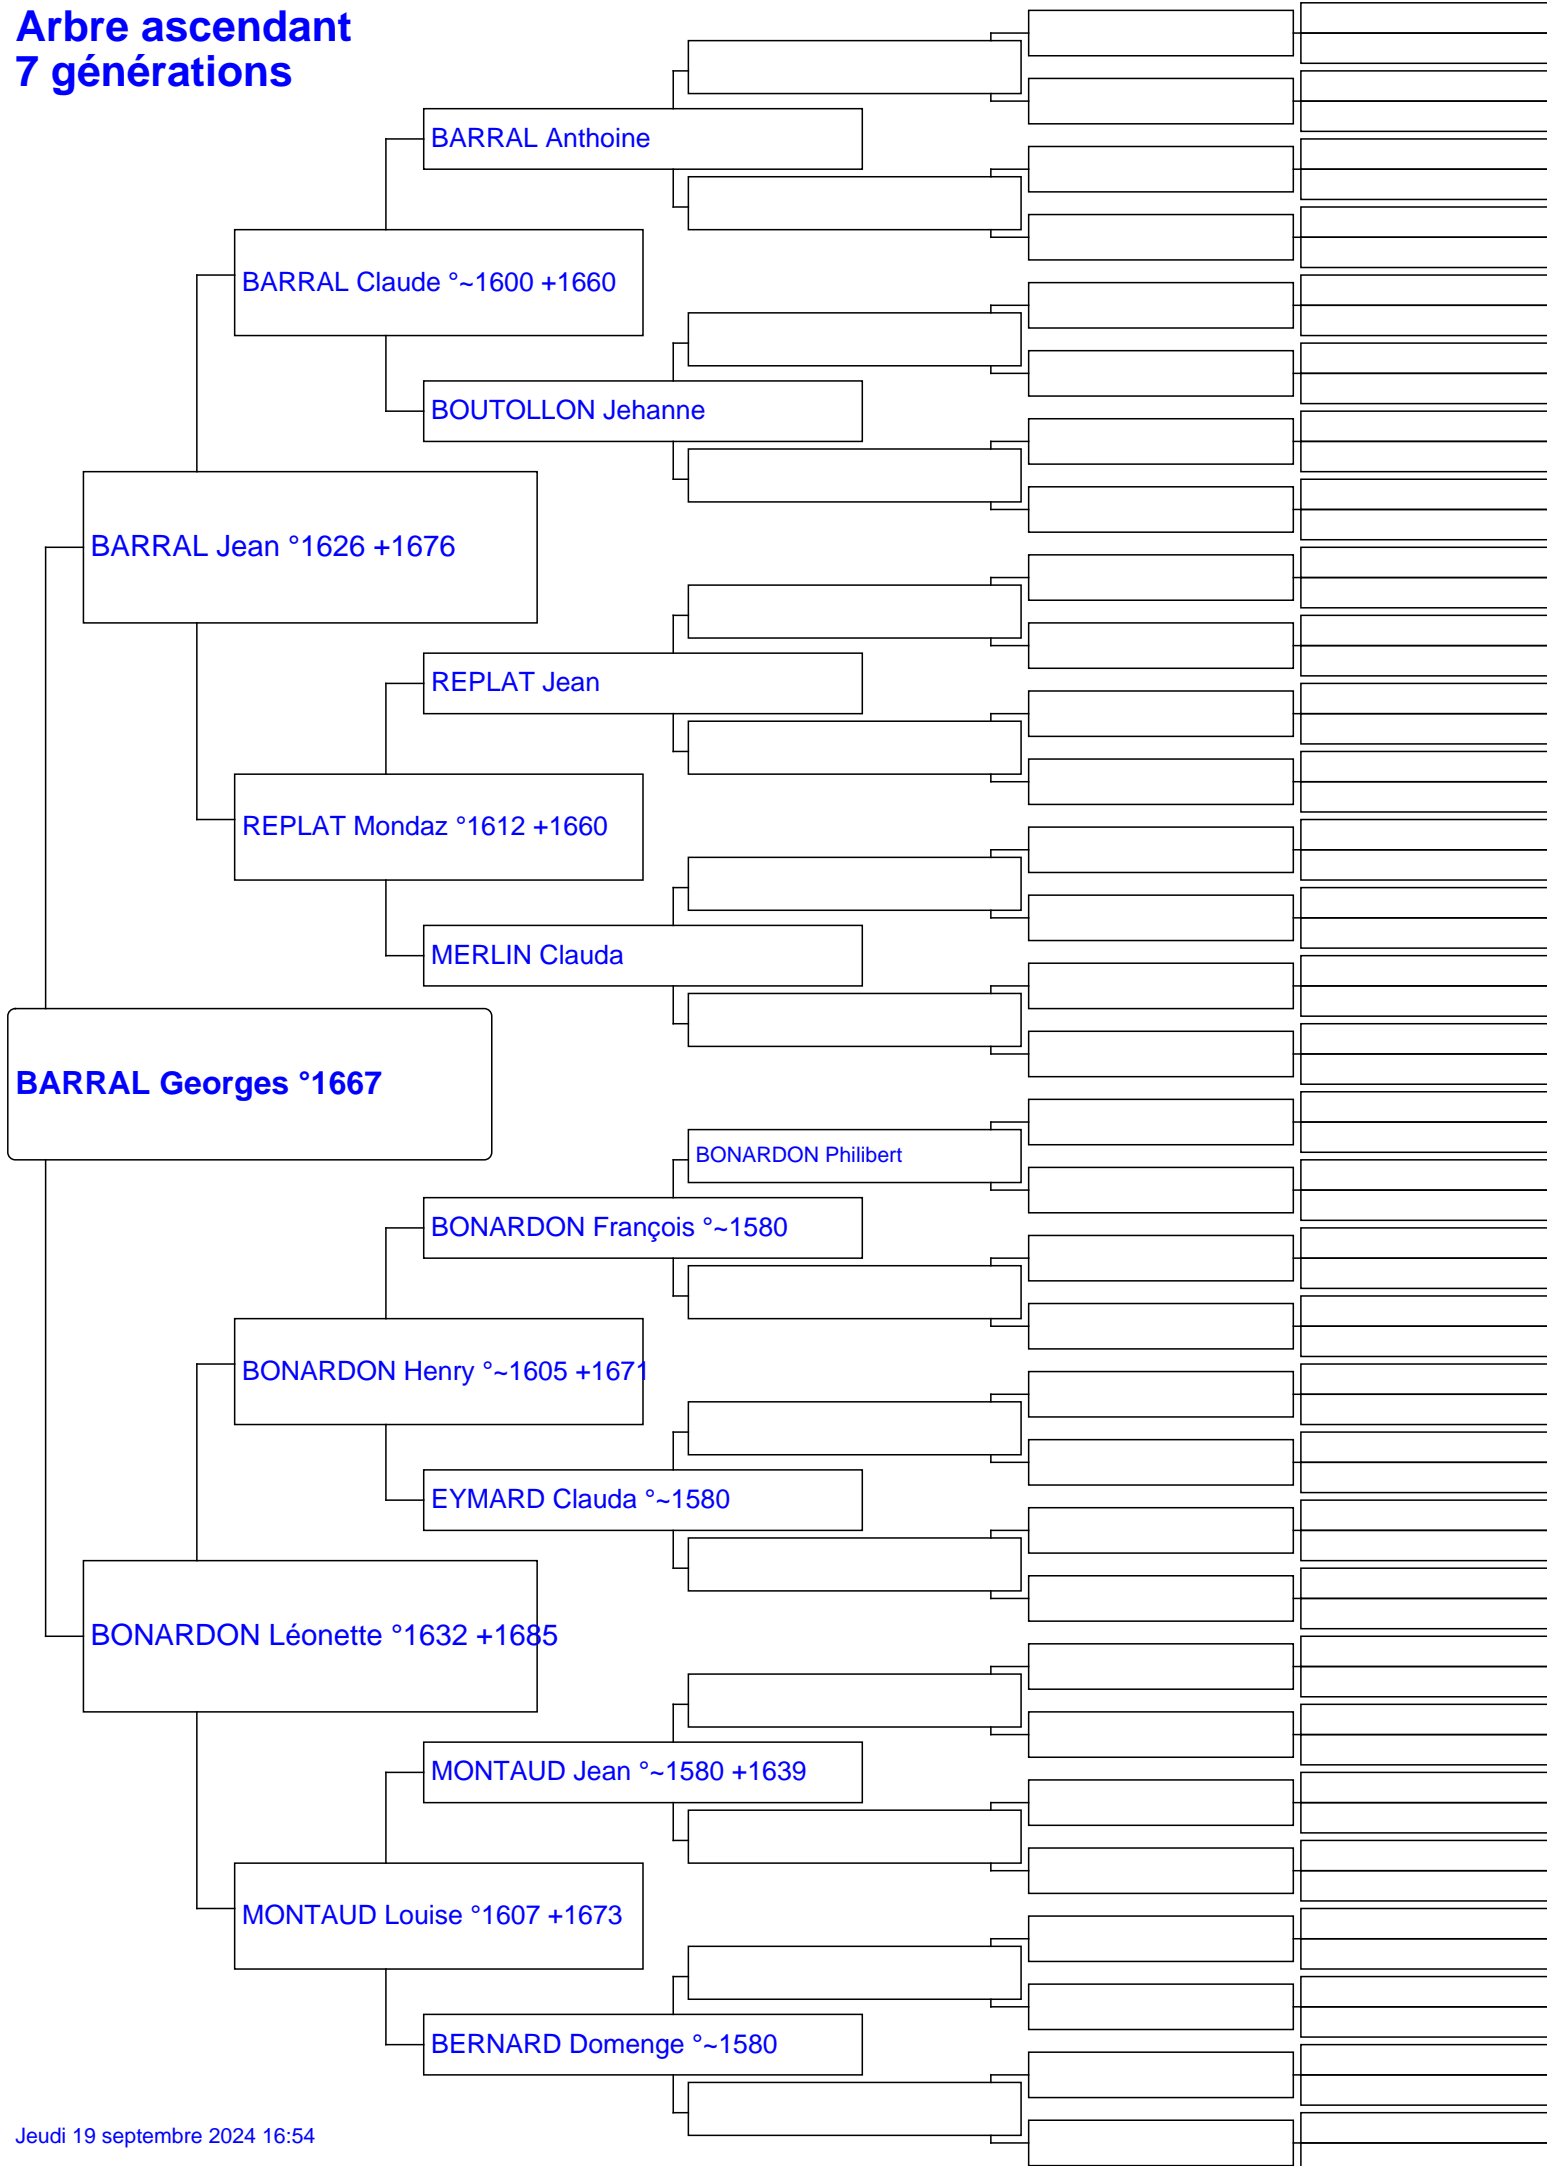 Arbre ascendant
7 générations
BARRAL Anthoine
BARRAL Claude °~1600 +1660
BOUTOLLON Jehanne
BARRAL Jean °1626 +1676
REPLAT Jean
REPLAT Mondaz °1612 +1660
MERLIN Clauda
BARRAL Georges °1667
BONARDON Philibert
BONARDON François °~1580
BONARDON Henry °~1605 +1671
EYMARD Clauda °~1580
BONARDON Léonette °1632 +1685
MONTAUD Jean °~1580 +1639
MONTAUD Louise °1607 +1673
BERNARD Domenge °~1580
Jeudi 19 septembre 2024 16:54